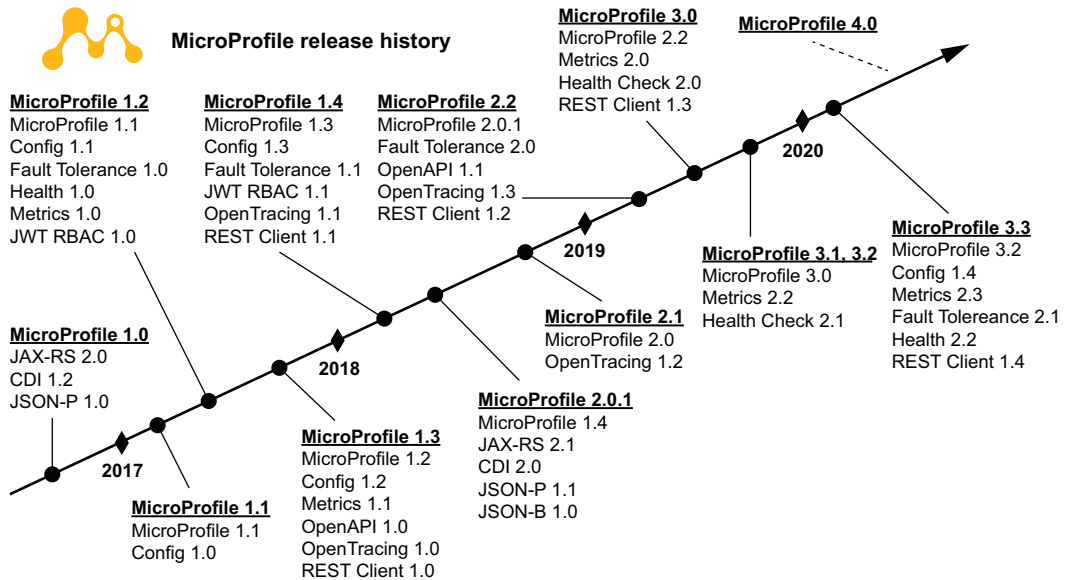 MicroProfile release history
MicroProfile 1.0
JAX-RS 2.0
CDI 1.2
JSON-P 1.0
2017
MicroProfile 1.1
MicroProfile 1.1
Config 1.0
MicroProfile 1.2
MicroProfile 1.1
Config 1.1
Fault Tolerance 1.0
Health 1.0
Metrics 1.0
JWT RBAC 1.0
MicroProfile 1.3
MicroProfile 1.2
Config 1.2
Metrics 1.1
OpenAPI 1.0
OpenTracing 1.0
REST Client 1.0
2018
MicroProfile 1.4
MicroProfile 1.3
Config 1.3
Fault Tolerance 1.1
JWT RBAC 1.1
OpenTracing 1.1
REST Client 1.1
MicroProfile 2.0.1
MicroProfile 1.4
JAX-RS 2.1
CDI 2.0
JSON-P 1.1
JSON-B 1.0
MicroProfile 2.1
MicroProfile 2.0
OpenTracing 1.2
2019
MicroProfile 2.2
MicroProfile 2.0.1
Fault Tolerance 2.0
OpenAPI 1.1
OpenTracing 1.3
REST Client 1.2
MicroProfile 3.0
MicroProfile 2.2
Metrics 2.0
Health Check 2.0
REST Client 1.3
MicroProfile 3.1, 3.2
MicroProfile 3.0
Metrics 2.2
Health Check 2.1
2020
MicroProfile 3.3
MicroProfile 3.2
Config 1.4
Metrics 2.3
Fault Tolereance 2.1
Health 2.2
REST Client 1.4
MicroProfile 4.0